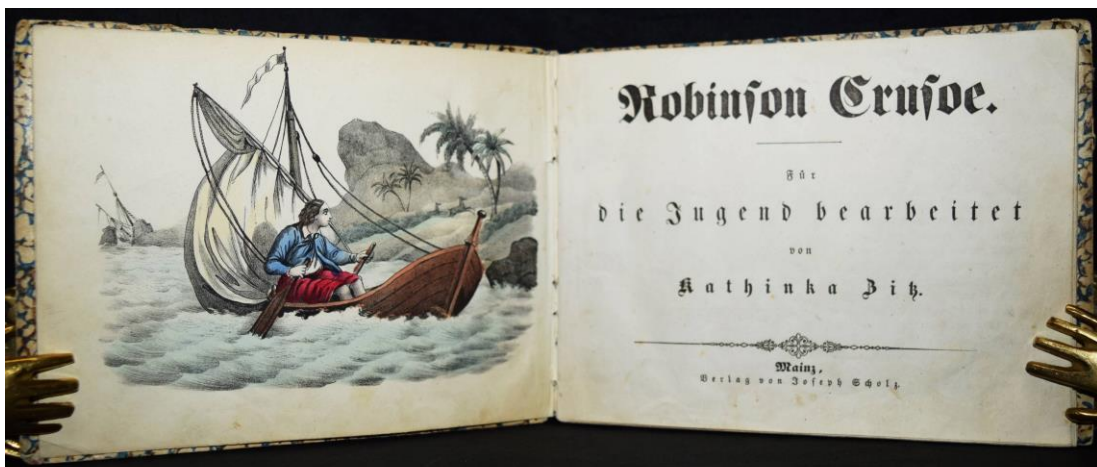 Robinſon Cruſoe.
Für
die Jugend bearbeitet
von
Kathinka Zitz.
Mainz,
Verlag von Joſeph Scholz.